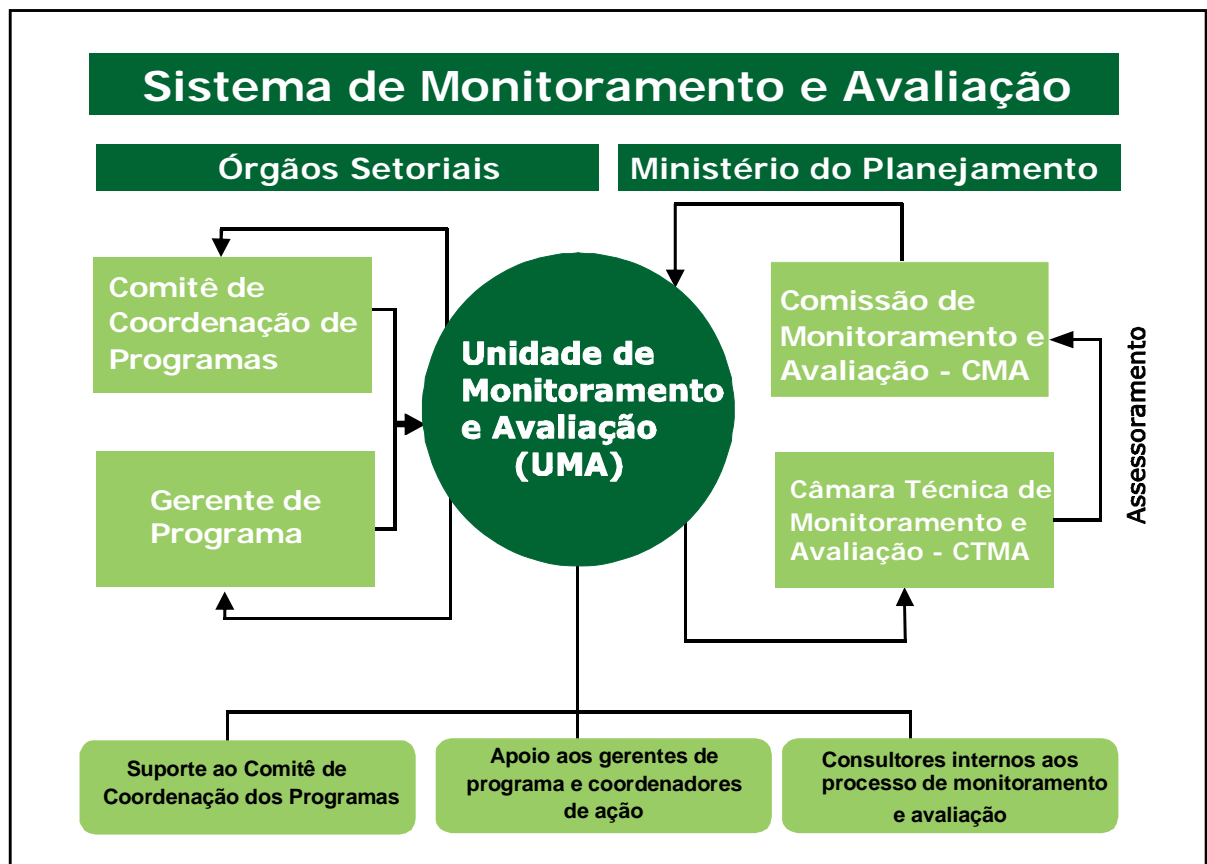 Sistema de Monitoramento e Avaliação
Órgãos Setoriais
Ministério do Planejamento
Comitê de
Coordenação de
Programas
Gerente de
Programa
Unidade de
Monitoramento
e Avaliação
(UMA)
Comissão de
Monitoramento e
Avaliação - CMA
Câmara Técnica de
Monitoramento e
Avaliação - CTMA
Assessoramento
Suporte ao Comitê de
Coordenação dos Programas
Apoio aos gerentes de
programa e coordenadores
de ação
Consultores internos aos
processo de monitoramento
e avaliação